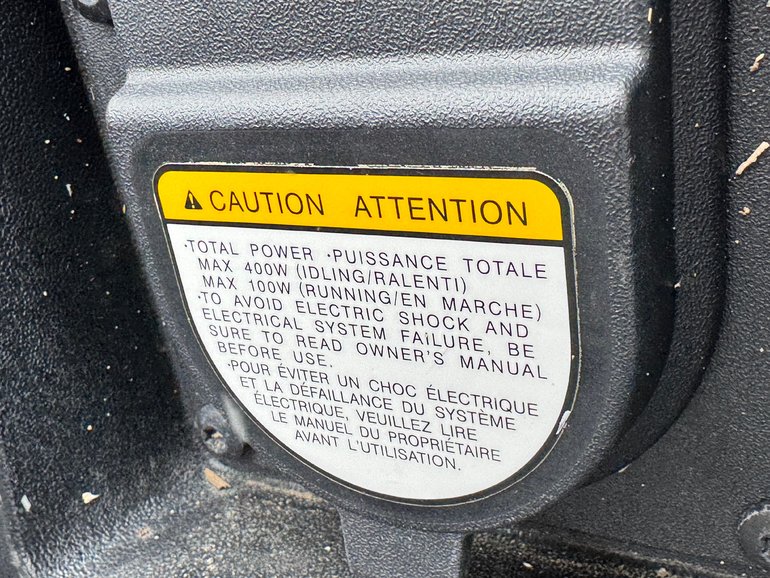 CAUTION ATTENTION
·TOTAL POWER ·PUISSANCE TOTALE
MAX 400W (IDLING/RALENTI)
MAX 100W (RUNNING/EN MARCHE)
·TO AVOID ELECTRIC SHOCK AND
ELECTRICAL SYSTEM FAILURE, BE
SURE TO READ OWNER'S MANUAL
BEFORE USE.
·POUR ÉVITER UN CHOC ÉLECTRIQUE
ET LA DÉFAILLANCE DU SYSTÈME
ÉLECTRIQUE, VEUILLEZ LIRE
LE MANUEL DU PROPRIÉTAIRE
AVANT L'UTILISATION.